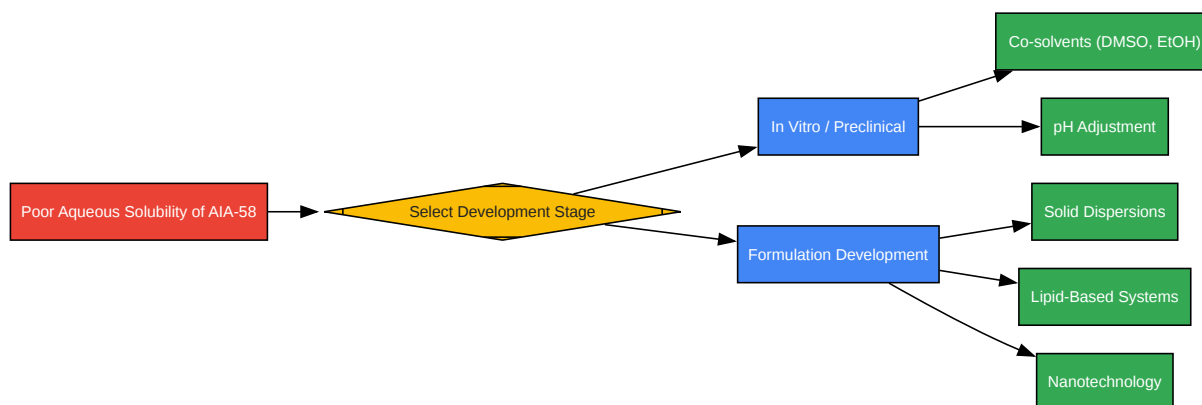 Poor Aqueous Solubility of AIA-58
Select Development Stage
In Vitro / Preclinical
Formulation Development
Co-solvents (DMSO, EtOH)
pH Adjustment
Solid Dispersions
Lipid-Based Systems
Nanotechnology